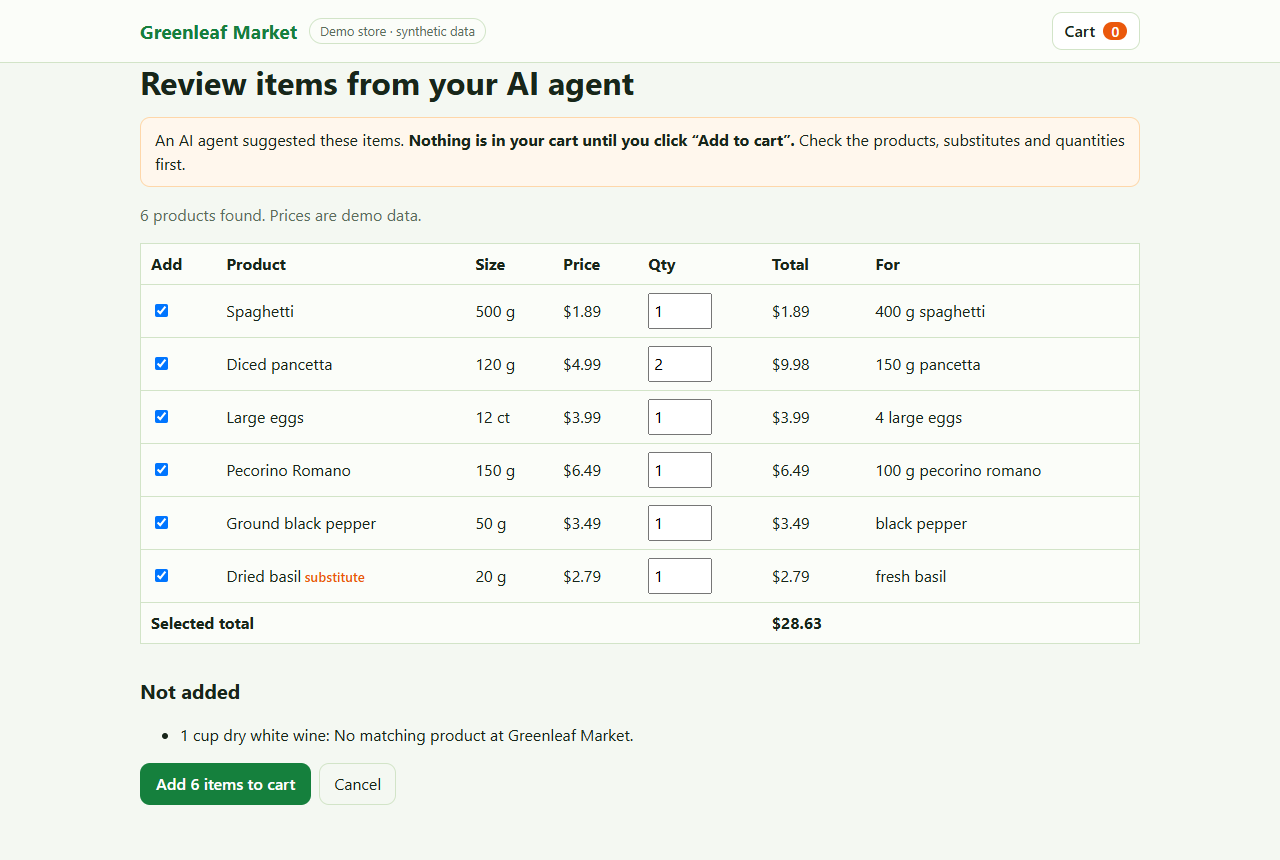 Greenleaf Market
Demo store · synthetic data
Cart 0
Review items from your AI agent
An AI agent suggested these items. Nothing is in your cart until you click “Add to cart”. Check the products, substitutes and quantities
first.
6 products found. Prices are demo data.
Add Product Size Price Qty Total For
Spaghetti 500 g $1.89 1 $1.89 400 g spaghetti
Diced pancetta 120 g $4.99 2 $9.98 150 g pancetta
Large eggs 12 ct $3.99 1 $3.99 4 large eggs
Pecorino Romano 150 g $6.49 1 $6.49 100 g pecorino romano
Ground black pepper 50 g $3.49 1 $3.49 black pepper
Dried basil substitute 20 g $2.79 1 $2.79 fresh basil
Selected total $28.63
Not added
• 1 cup dry white wine: No matching product at Greenleaf Market.
Add 6 items to cart Cancel